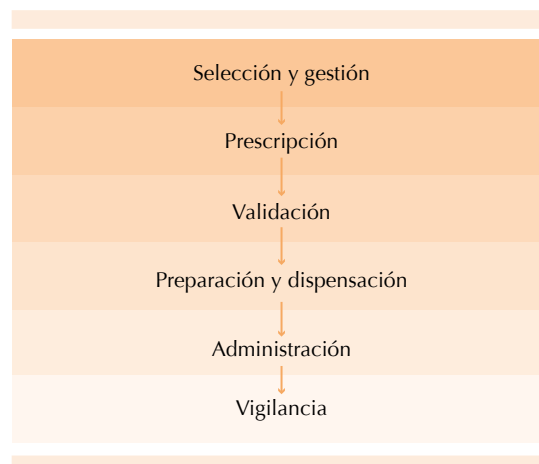 Selección y gestión
Prescripción
Validación
Preparación y dispensación
Administración
Vigilancia